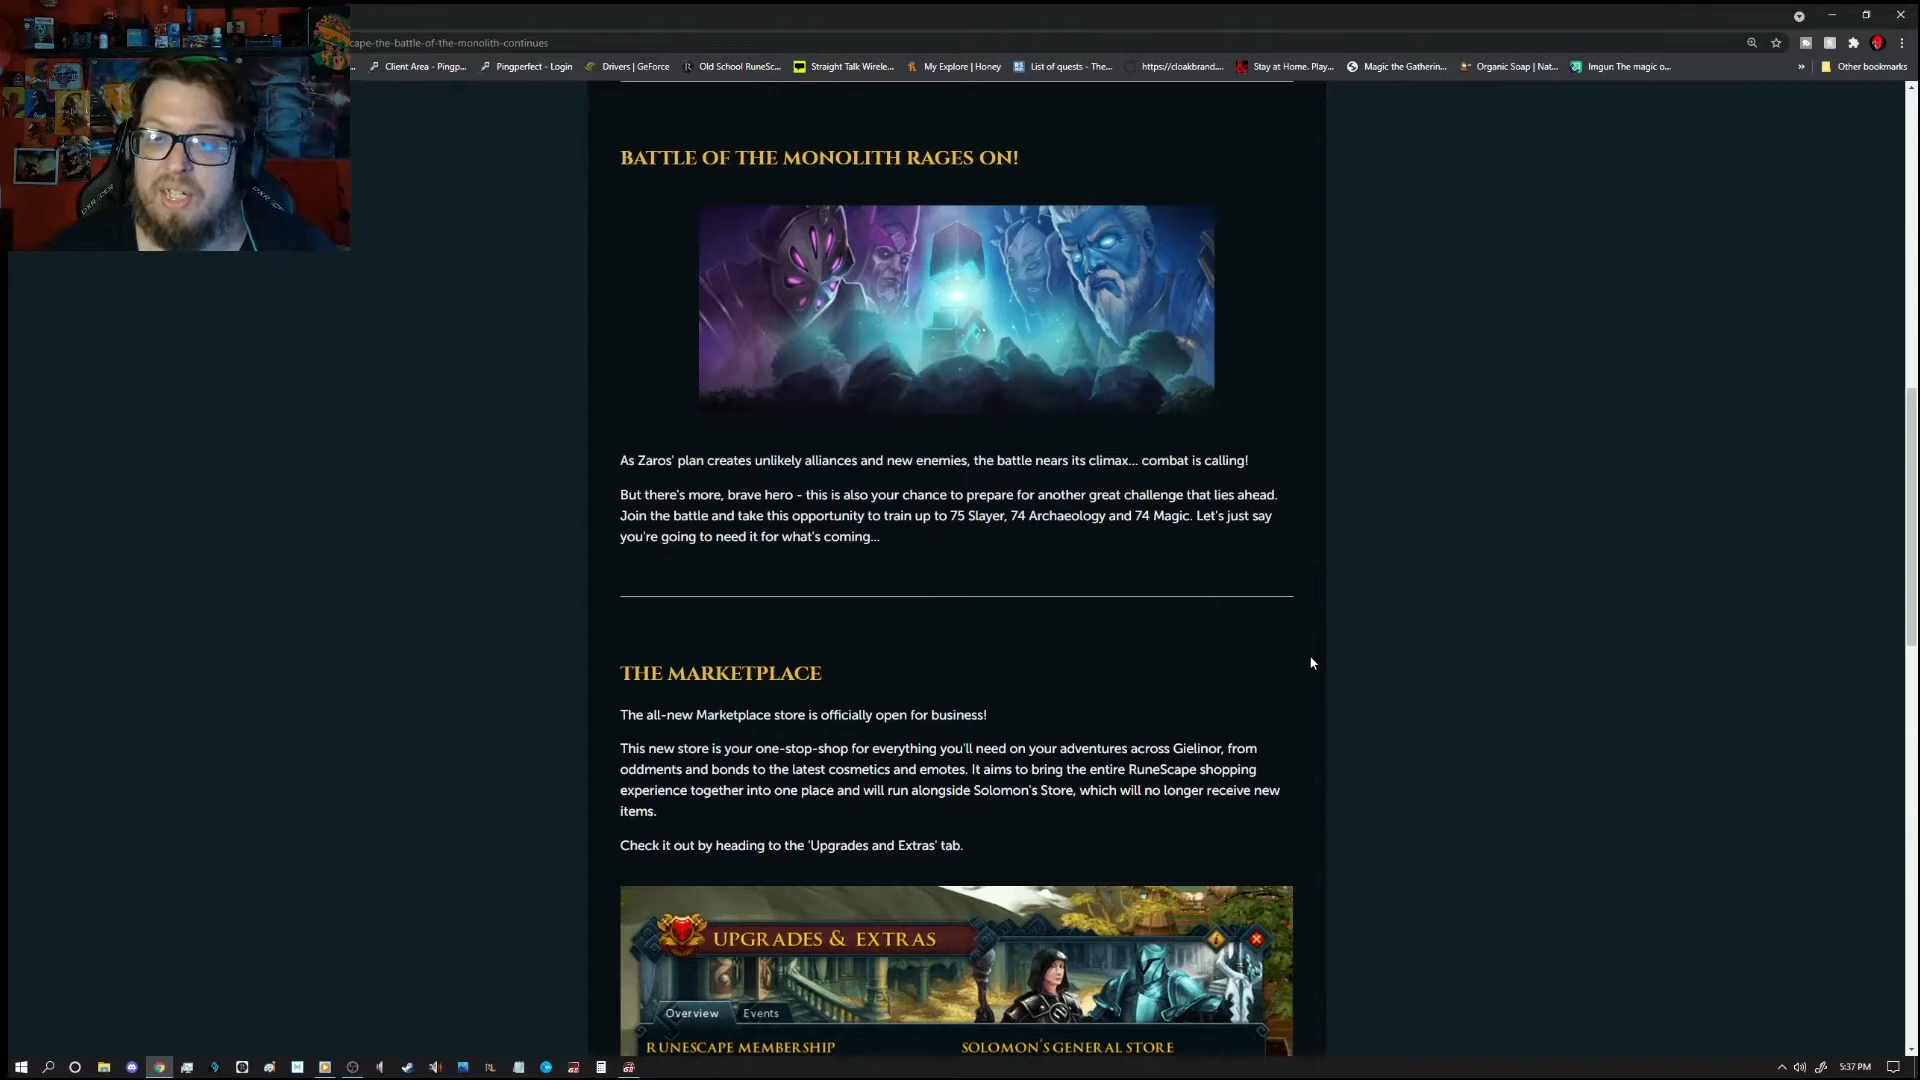 cape-the-battle-of-the-monolith-continues
Client Area - Pingp...
Pingperfect - Login
Drivers | GeForce
Old School RuneSc...
Straight Talk Wirele...
My Explore | Honey
List of quests - The...
https://cloakbrand....
Stay at Home. Play...
Magic the Gatherin...
Organic Soap | Nat...
Imgur: The magic o...
»
Other bookmarks
DXRACER
BATTLE OF THE MONOLITH RAGES ON!
As Zaros' plan creates unlikely alliances and new enemies, the battle nears its climax... combat is calling!
But there's more, brave hero - this is also your chance to prepare for another great challenge that lies ahead.
Join the battle and take this opportunity to train up to 75 Slayer, 74 Archaeology and 74 Magic. Let's just say
you're going to need it for what's coming...
THE MARKETPLACE
The all-new Marketplace store is officially open for business!
This new store is your one-stop-shop for everything you'll need on your adventures across Gielinor, from
oddments and bonds to the latest cosmetics and emotes. It aims to bring the entire RuneScape shopping
experience together into one place and will run alongside Solomon's Store, which will no longer receive new
items.
Check it out by heading to the 'Upgrades and Extras' tab.
UPGRADES & EXTRAS
Overview
Events
RUNESCAPE MEMBERSHIP
SOLOMON'S GENERAL STORE
5:37 PM